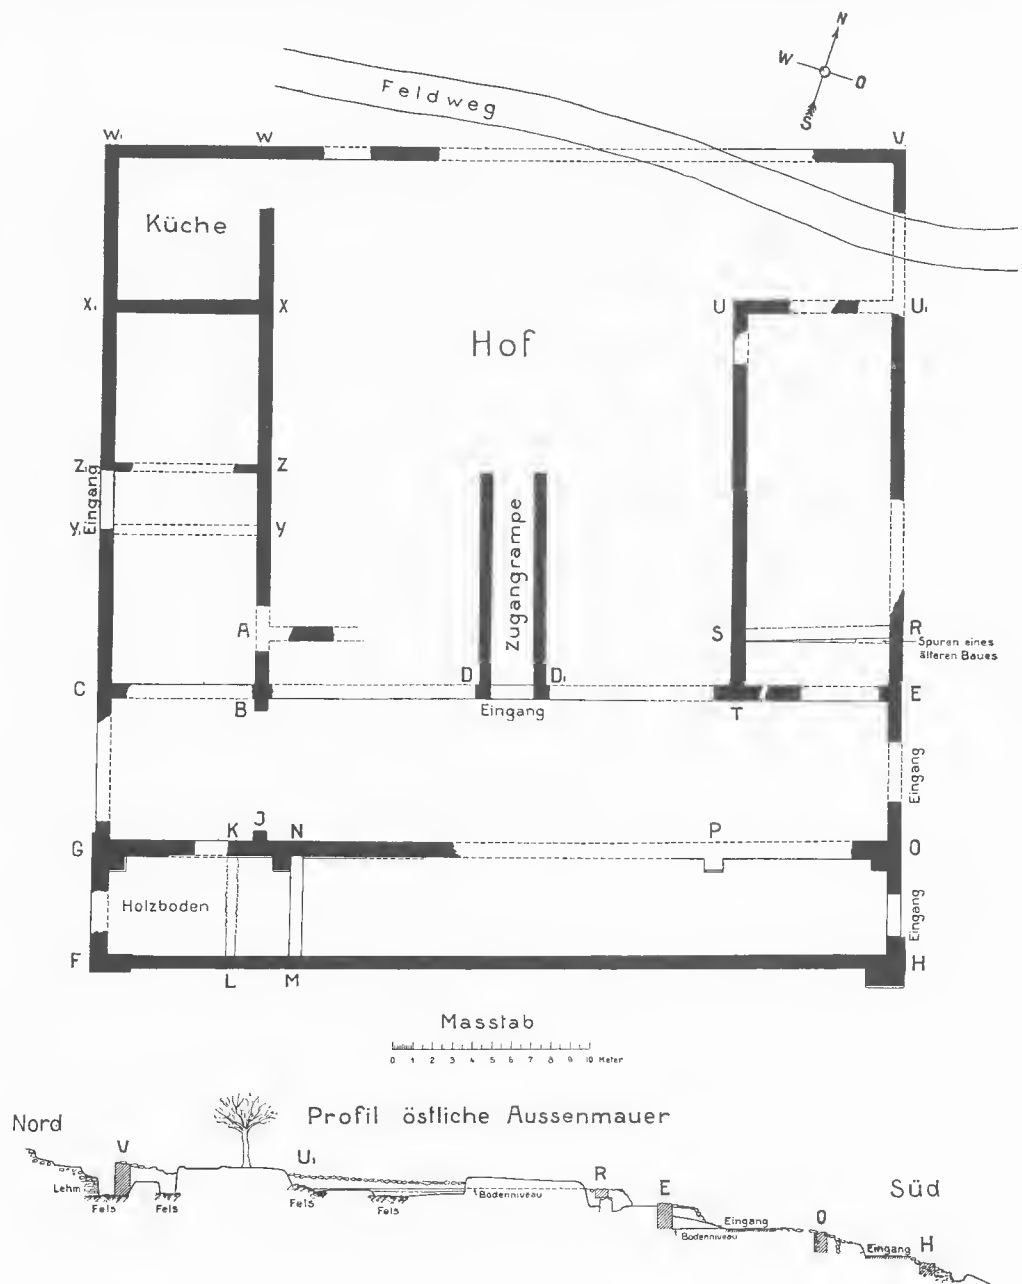 N
W
O
S
Feldweg
W₁
W
V
Küche
X₁
X
U
U₁
Hof
Z₁
Z
Eingang
Y₁
Y
Zugangrampe
A
S
R
Spuren eines
älteren Baues
C
B
D
D₁
Eingang
T
E
Eingang
G
K
J
N
P
O
Holzboden
Eingang
F
L
M
H
Masstab
0 1 2 3 4 5 6 7 8 9 10 Meter
Profil östliche Aussenmauer
Nord
V
U₁
R
E
Süd
O
H
Lehm
Fels
Fels
Fels
Fels
Bodenniveau
Eingang
Bodenniveau
Eingang